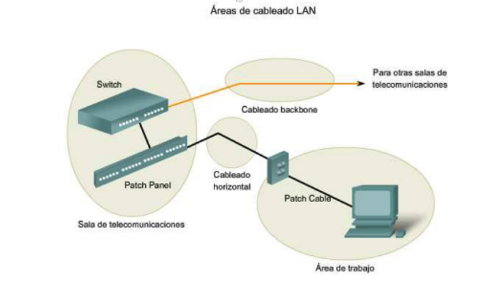 Áreas de cableado LAN
Switch
Para otras salas de
telecomunicaciones
Cableado backbone
Patch Panel
Cableado
horizontal
Patch Cable
Sala de telecomunicaciones
Área de trabajo